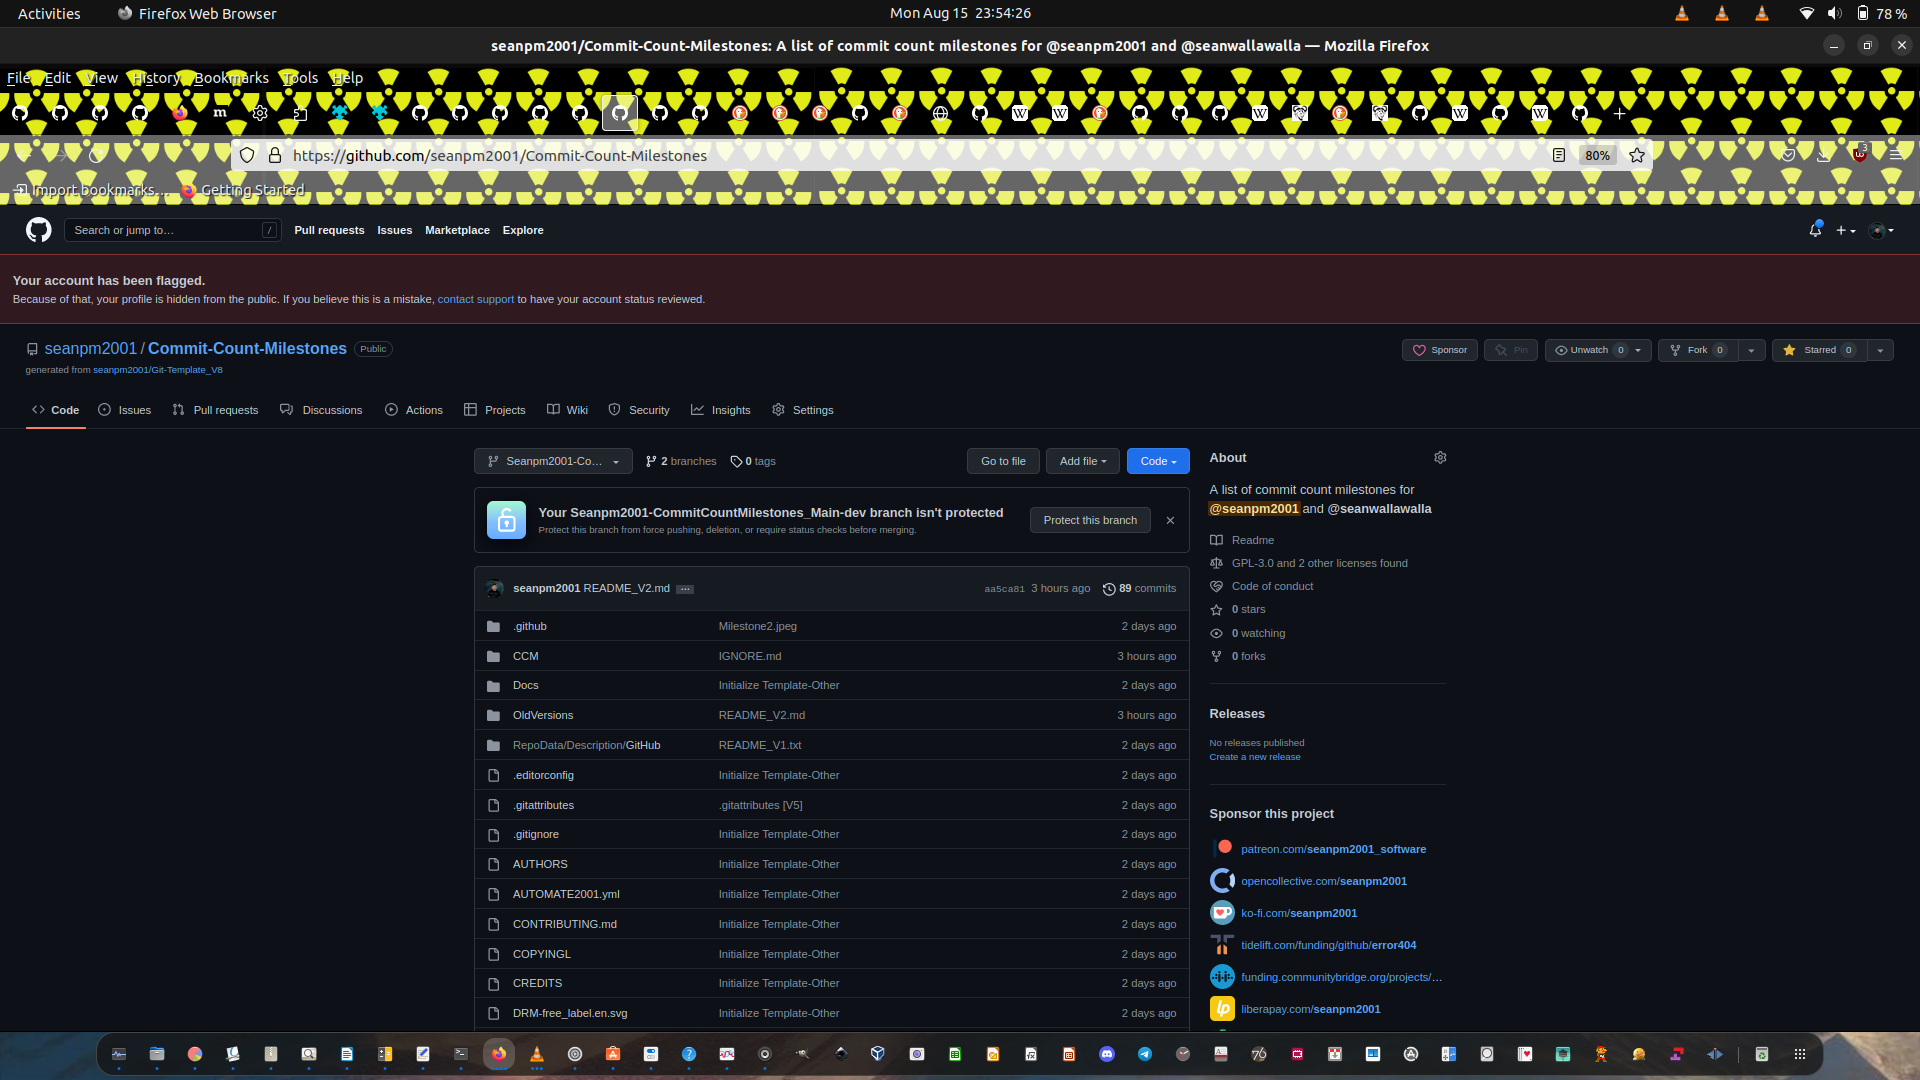 Activities Firefox Web Browser Mon Aug 15 23:54:26 78 %
seanpm2001/Commit-Count-Milestones: A list of commit count milestones for @seanpm2001 and @seanwallawalla — Mozilla Firefox
File Edit View History Bookmarks Tools Help
https://github.com/seanpm2001/Commit-Count-Milestones 80% 3
Import bookmarks... Getting Started
Search or jump to... / Pull requests Issues Marketplace Explore
Your account has been flagged.
Because of that, your profile is hidden from the public. If you believe this is a mistake, contact support to have your account status reviewed.
seanpm2001 / Commit-Count-Milestones Public Sponsor Pin Unwatch 0 Fork 0 Starred 0
generated from seanpm2001/Git-Template_V8
Code Issues Pull requests Discussions Actions Projects Wiki Security Insights Settings
Seanpm2001-Co... 2 branches 0 tags Go to file Add file Code
Your Seanpm2001-CommitCountMilestones_Main-dev branch isn't protected
Protect this branch from force pushing, deletion, or require status checks before merging.
Protect this branch
seanpm2001 README_V2.md ... aa5ca81 3 hours ago 89 commits
.github Milestone2.jpeg 2 days ago
CCM IGNORE.md 3 hours ago
Docs Initialize Template-Other 2 days ago
OldVersions README_V2.md 3 hours ago
RepoData/Description/GitHub README_V1.txt 2 days ago
.editorconfig Initialize Template-Other 2 days ago
.gitattributes .gitattributes [V5] 2 days ago
.gitignore Initialize Template-Other 2 days ago
AUTHORS Initialize Template-Other 2 days ago
AUTOMATE2001.yml Initialize Template-Other 2 days ago
CONTRIBUTING.md Initialize Template-Other 2 days ago
COPYINGL Initialize Template-Other 2 days ago
CREDITS Initialize Template-Other 2 days ago
DRM-free_label.en.svg Initialize Template-Other 2 days ago
About
A list of commit count milestones for
@seanpm2001 and @seanwallawalla
Readme
GPL-3.0 and 2 other licenses found
Code of conduct
0 stars
0 watching
0 forks
Releases
No releases published
Create a new release
Sponsor this project
patreon.com/seanpm2001_software
opencollective.com/seanpm2001
ko-fi.com/seanpm2001
tidelift.com/funding/github/error404
funding.communitybridge.org/projects/...
liberapay.com/seanpm2001